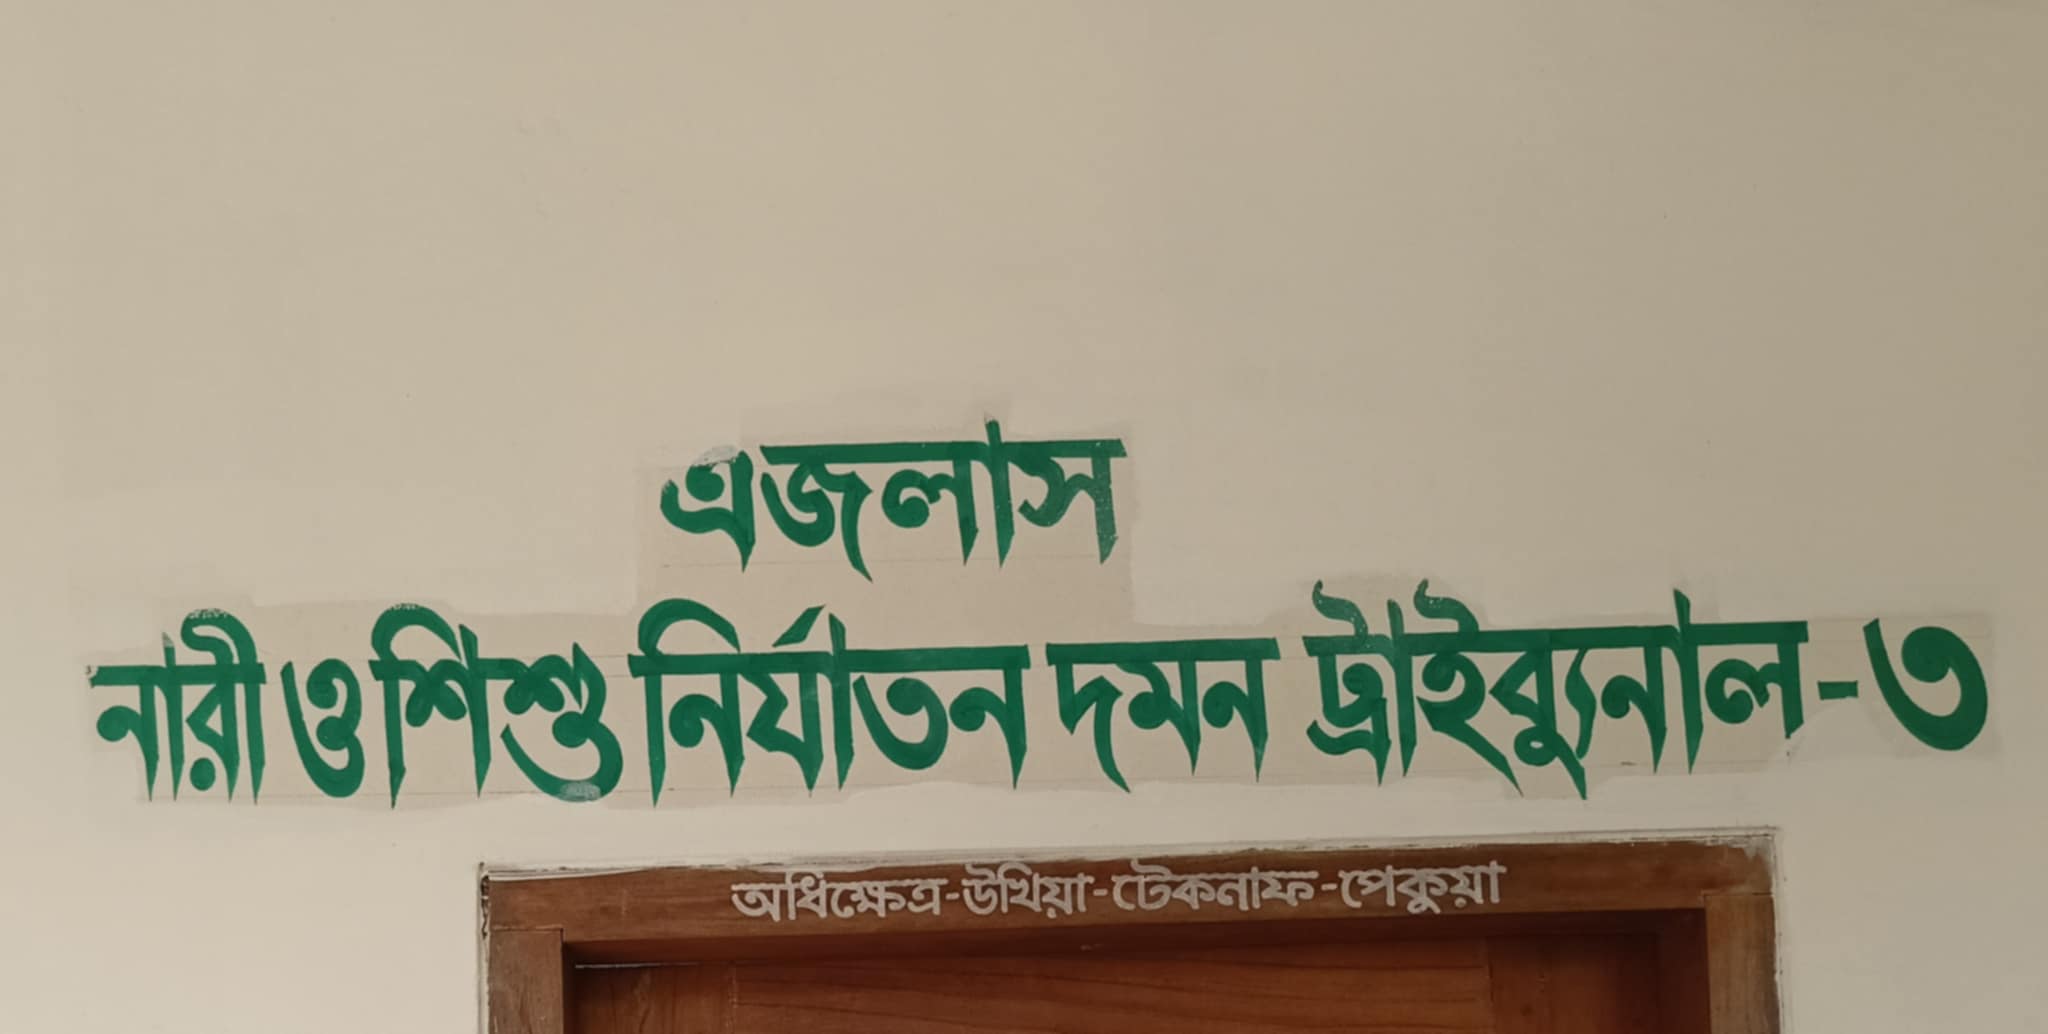 এজলাস
নারী ও শিশু নির্যাতন দমন ট্রাইব্যুনাল-৩
অধিক্ষেত্র-উখিয়া-টেকনাফ-পেকুয়া